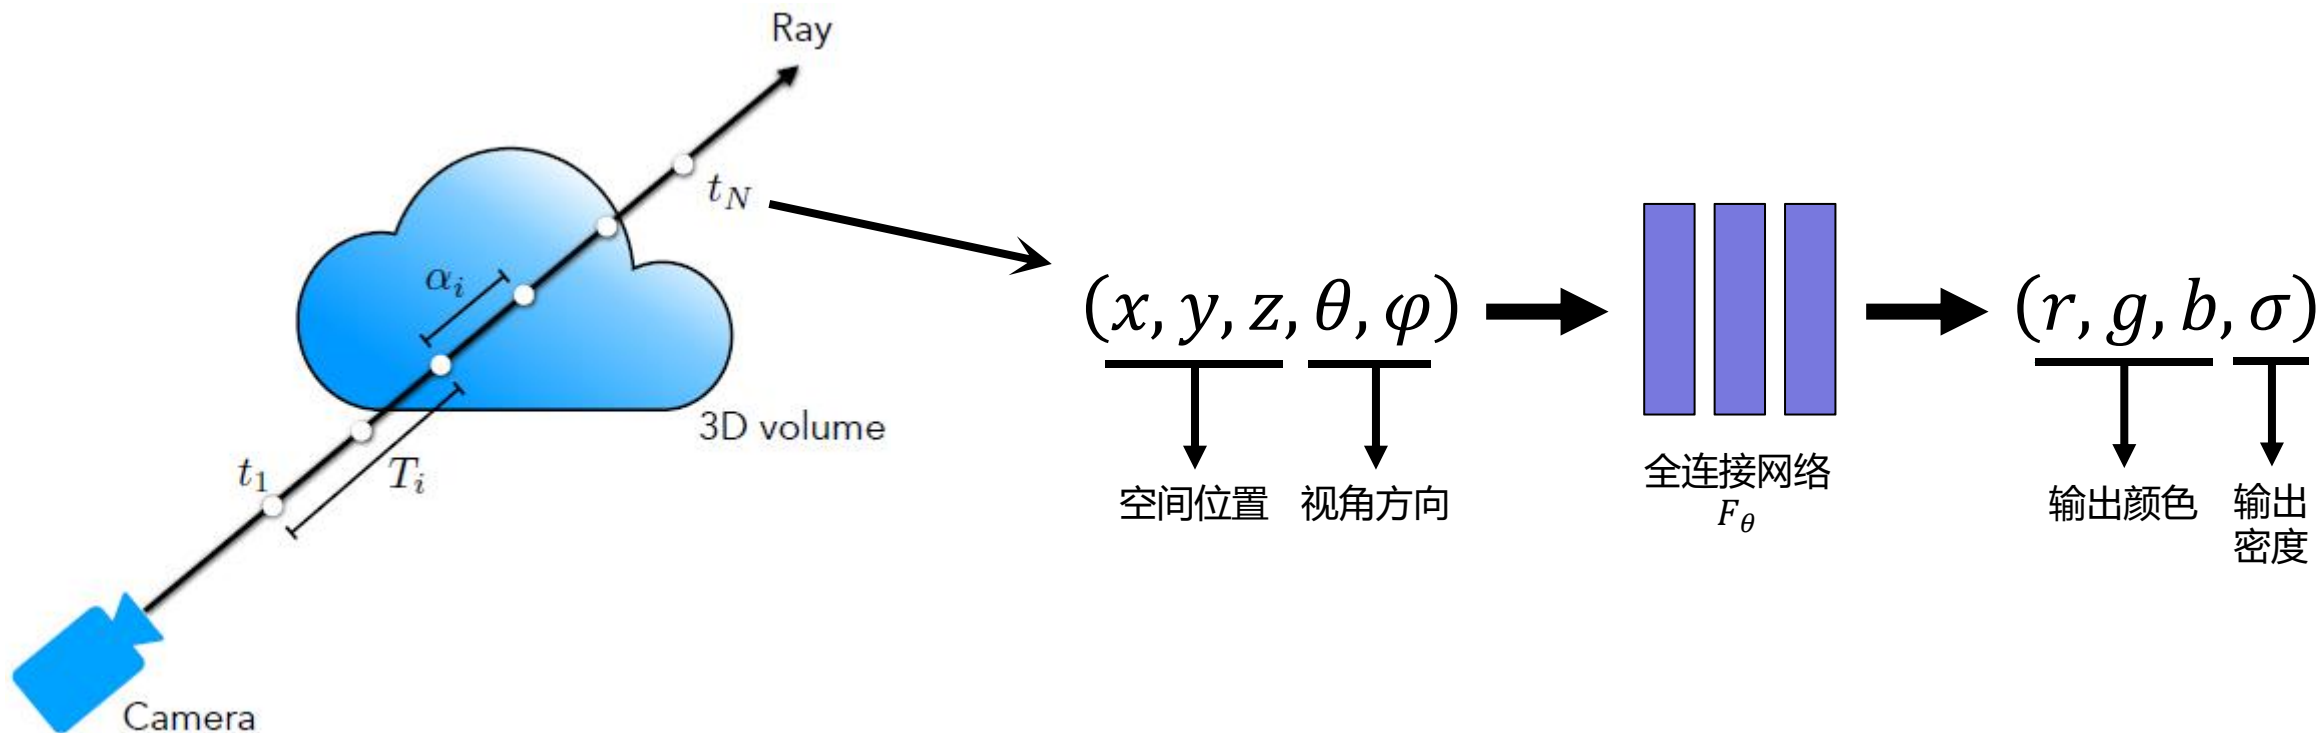 Ray
t_N
α_i
3D volume
t_1
T_i
Camera
(x, y, z, θ, φ)
空间位置
视角方向
全连接网络
F_θ
(r, g, b, σ)
输出颜色
输出
密度